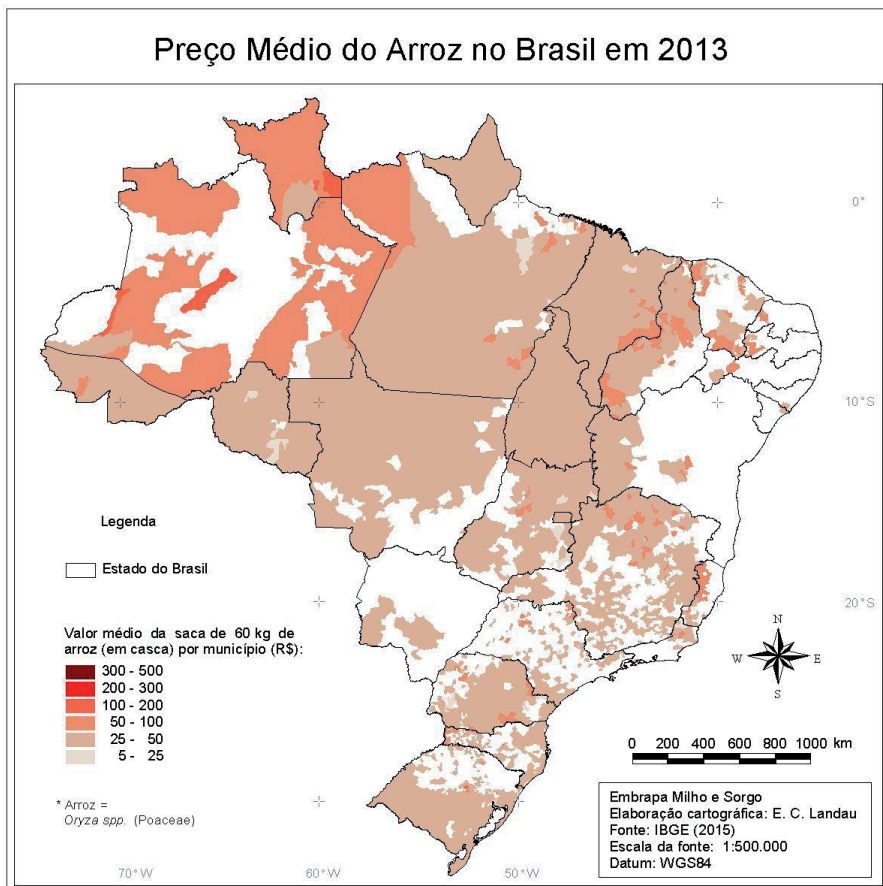 Preço Médio do Arroz no Brasil em 2013
0°
10°S
20°S
Legenda
Estado do Brasil
Valor médio da saca de 60 kg de
arroz (em casca) por município (R$):
300 - 500
200 - 300
100 - 200
50 - 100
25 - 50
5 - 25
* Arroz =
Oryza spp. (Poaceae)
N
W E
S
0 200 400 600 800 1000 km
Embrapa Milho e Sorgo
Elaboração cartográfica: E. C. Landau
Fonte: IBGE (2015)
Escala da fonte: 1:500.000
Datum: WGS84
70°W 60°W 50°W